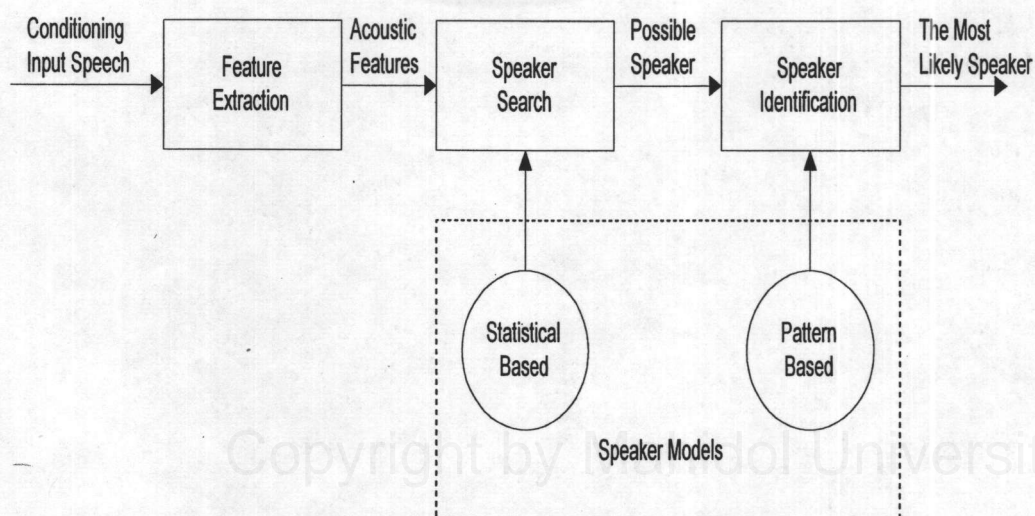 Conditioning
Input Speech
Feature
Extraction
Acoustic
Features
Speaker
Search
Possible
Speaker
Speaker
Identification
The Most
Likely Speaker
Statistical
Based
Pattern
Based
Speaker Models
Copyright by Mahidol Universi